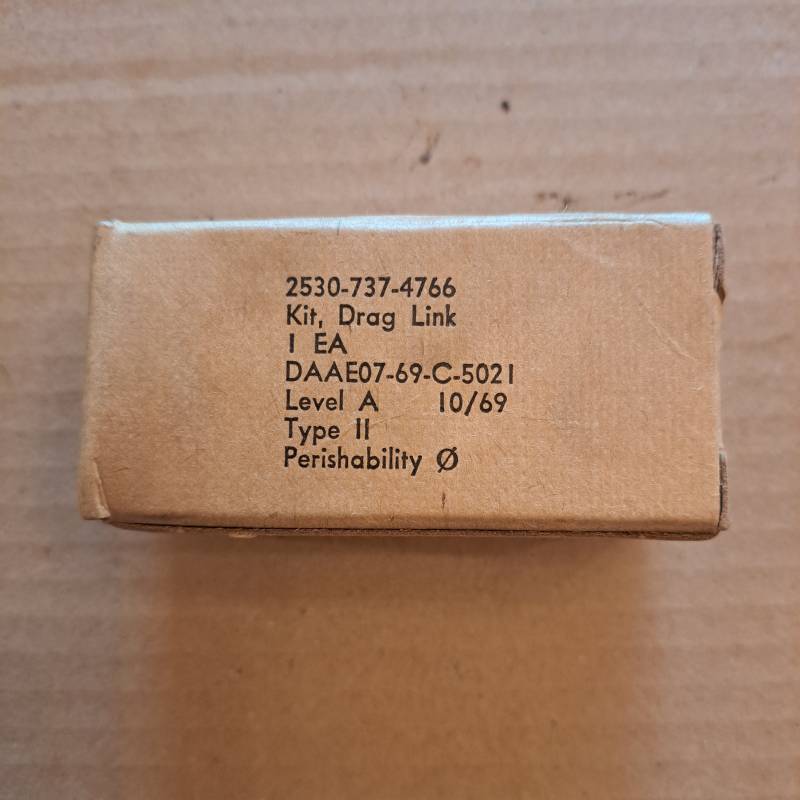 2530-737-4766
Kit, Drag Link
1 EA
DAAE07-69-C-5021
Level A 10/69
Type II
Perishability Ø